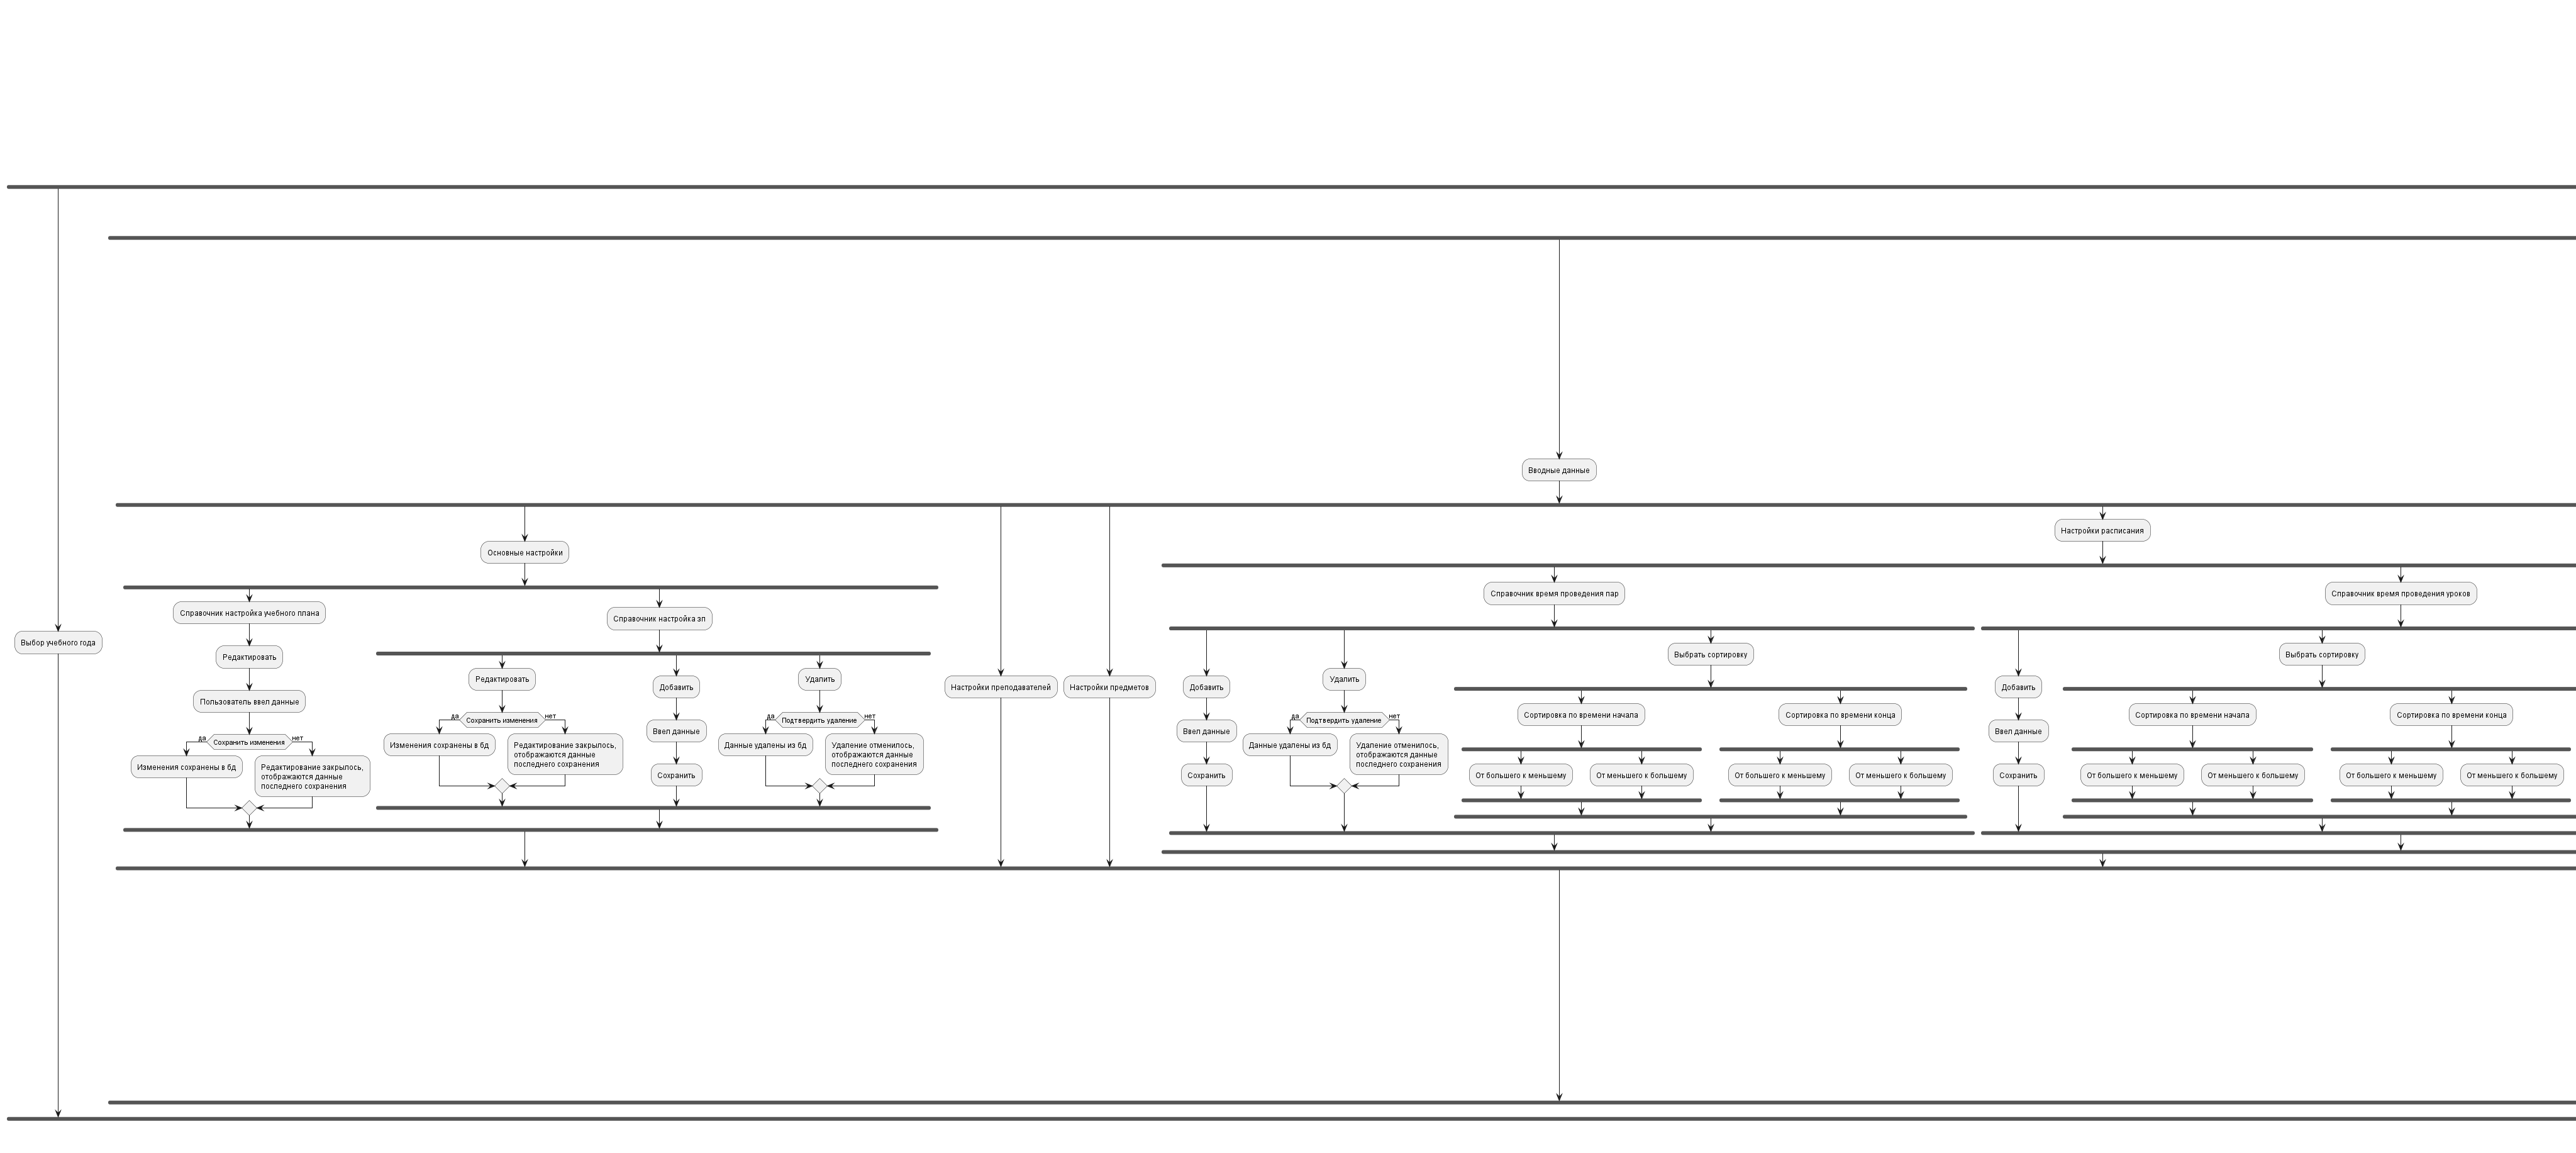 Вводные данные
Основные настройки
Настройки расписания
Справочник настройка учебного плана
Справочник настройка зп
Справочник время проведения пар
Справочник время проведения уроков
Выбор учебного года
Редактировать
Пользователь ввел данные
да
Сохранить изменения
нет
Изменения сохранены в бд
Редактирование закрылось,
отображаются данные
последнего сохранения
Редактировать
да
Сохранить изменения
нет
Изменения сохранены в бд
Редактирование закрылось,
отображаются данные
последнего сохранения
Добавить
Ввел данные
Сохранить
Удалить
да
Подтвердить удаление
нет
Данные удалены из бд
Удаление отменилось,
отображаются данные
последнего сохранения
Настройки преподавателей
Настройки предметов
Добавить
Ввел данные
Сохранить
Удалить
да
Подтвердить удаление
нет
Данные удалены из бд
Удаление отменилось,
отображаются данные
последнего сохранения
Выбрать сортировку
Сортировка по времени начала
От большего к меньшему
От меньшего к большему
Сортировка по времени конца
От большего к меньшему
От меньшего к большему
Добавить
Ввел данные
Сохранить
Выбрать сортировку
Сортировка по времени начала
От большего к меньшему
От меньшего к большему
Сортировка по времени конца
От большего к меньшему
От меньшего к большему